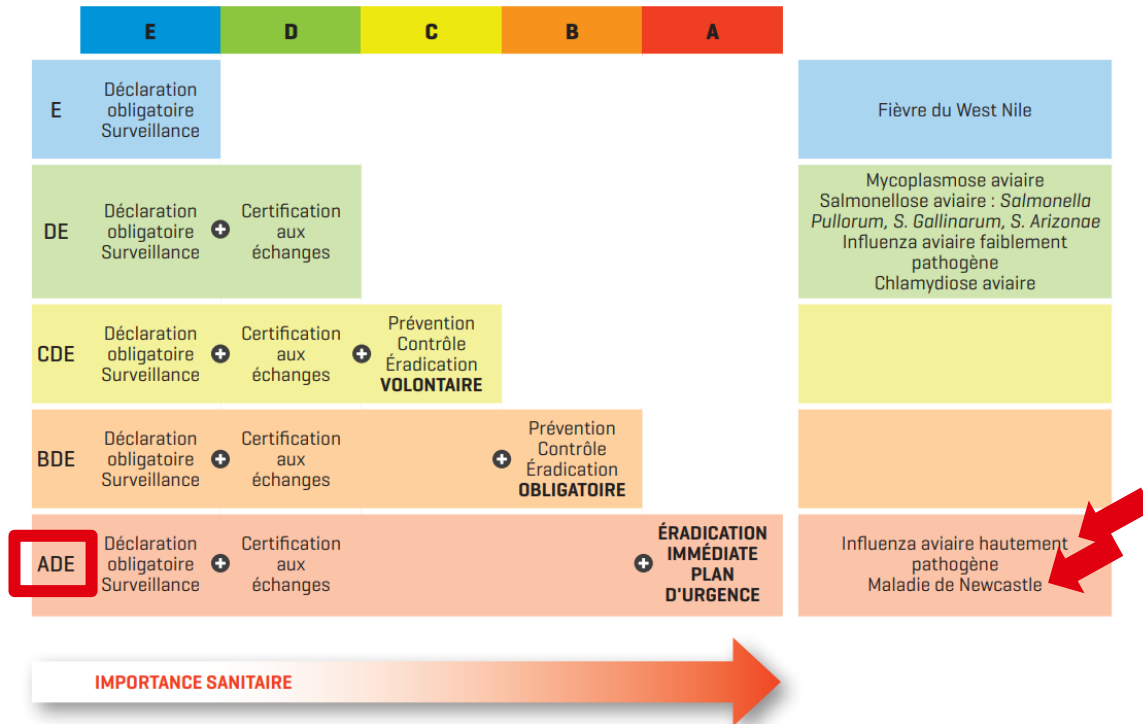 E D C B A
E
Déclaration
obligatoire
Surveillance
Fièvre du West Nile
DE
Déclaration
obligatoire
Surveillance
+
Certification
aux
échanges
Mycoplasmose aviaire
Salmonellose aviaire : Salmonella
Pullorum, S. Gallinarum, S. Arizonae
Influenza aviaire faiblement
pathogène
Chlamydiose aviaire
CDE
Déclaration
obligatoire
Surveillance
+
Certification
aux
échanges
+
Prévention
Contrôle
Éradication
VOLONTAIRE
BDE
Déclaration
obligatoire
Surveillance
+
Certification
aux
échanges
+
Prévention
Contrôle
Éradication
OBLIGATOIRE
ADE
Déclaration
obligatoire
Surveillance
+
Certification
aux
échanges
+
ÉRADICATION
IMMÉDIATE
PLAN
D'URGENCE
Influenza aviaire hautement
pathogène
Maladie de Newcastle
IMPORTANCE SANITAIRE